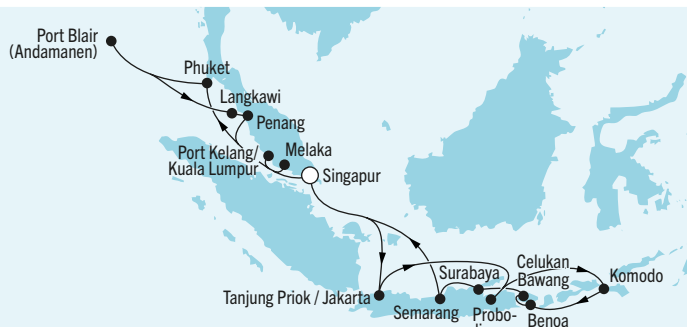 Port Blair
(Andamanen)
Phuket
Langkawi
Penang
Port Kelang/
Kuala Lumpur
Melaka
Singapur
Tanjung Priok / Jakarta
Semarang
Surabaya
Probo-
Celukan
Bawang
Komodo
Benoa